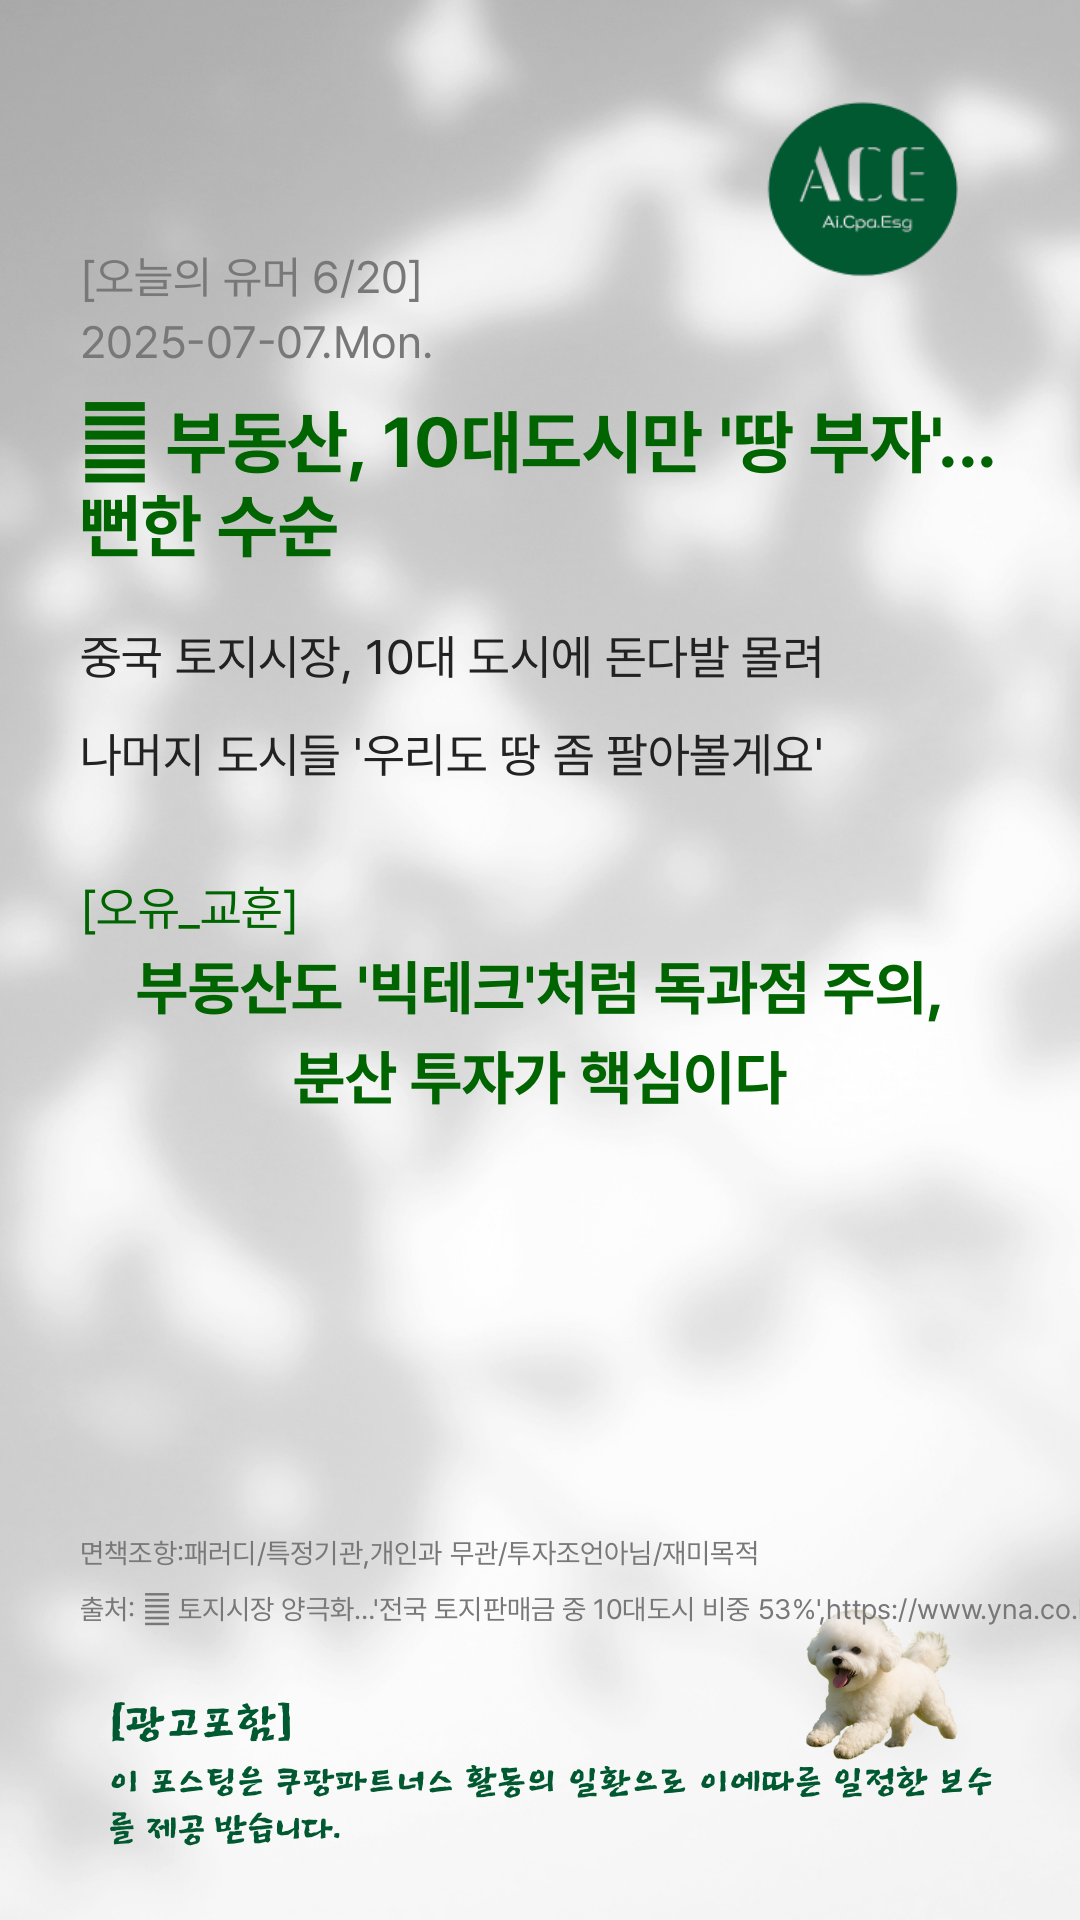 ACE
Ai.Cpa.Esg
[오늘의 유머 6/20]
2025-07-07.Mon.
부동산, 10대도시만 '땅 부자'...
뻔한 수순
중국 토지시장, 10대 도시에 돈다발 몰려
나머지 도시들 '우리도 땅 좀 팔아볼게요'
[오유_교훈]
부동산도 '빅테크'처럼 독과점 주의,
분산 투자가 핵심이다
면책조항:패러디/특정기관,개인과 무관/투자조언아님/재미목적
출처: 토지시장 양극화...'전국 토지판매금 중 10대도시 비중 53%',https://www.yna.co.
[광고포함]
이 포스팅은 쿠팡파트너스 활동의 일환으로 이에따른 일정한 보수
를 제공 받습니다.